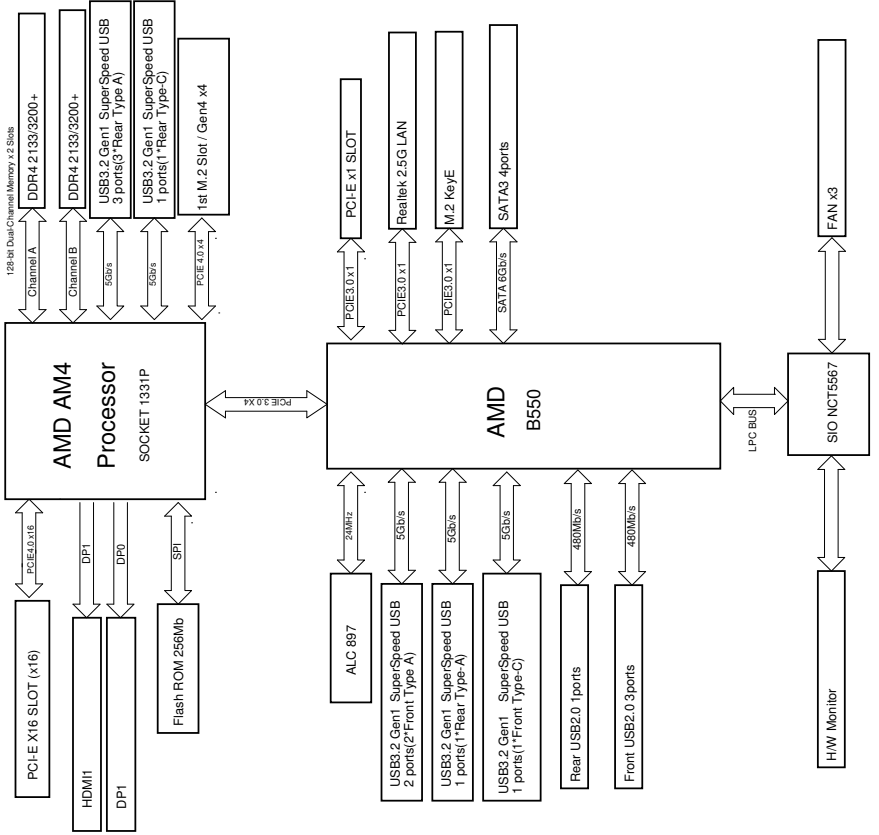 128-bit Dual-Channel Memory x 2 Slots
DDR4 2133/3200+
DDR4 2133/3200+
USB3.2 Gen1 SuperSpeed USB
3 ports(3*Rear Type A)
USB3.2 Gen1 SuperSpeed USB
1 ports(1*Rear Type-C)
1st M.2 Slot / Gen4 x4
Channel A
Channel B
5Gb/s
5Gb/s
PCIE 4.0 x4
AMD AM4
Processor
SOCKET 1331P
PCIE4.0 x16
DP1
DP0
SPI
PCI-E X16 SLOT (x16)
HDMI1
DP1
Flash ROM 256Mb
PCIE 3.0 X4
PCI-E x1 SLOT
Realtek 2.5G LAN
M.2 KeyE
SATA3 4ports
PCIE3.0 x1
PCIE3.0 x1
PCIE3.0 x1
SATA 6Gb/s
AMD
B550
24MHz
5Gb/s
5Gb/s
5Gb/s
480Mb/s
480Mb/s
ALC 897
USB3.2 Gen1 SuperSpeed USB
2 ports(2*Front Type A)
USB3.2 Gen1 SuperSpeed USB
1 ports(1*Rear Type-A)
USB3.2 Gen1 SuperSpeed USB
1 ports(1*Front Type-C)
Rear USB2.0 1ports
Front USB2.0 3ports
LPC BUS
FAN x3
SIO NCT5567
H/W Monitor